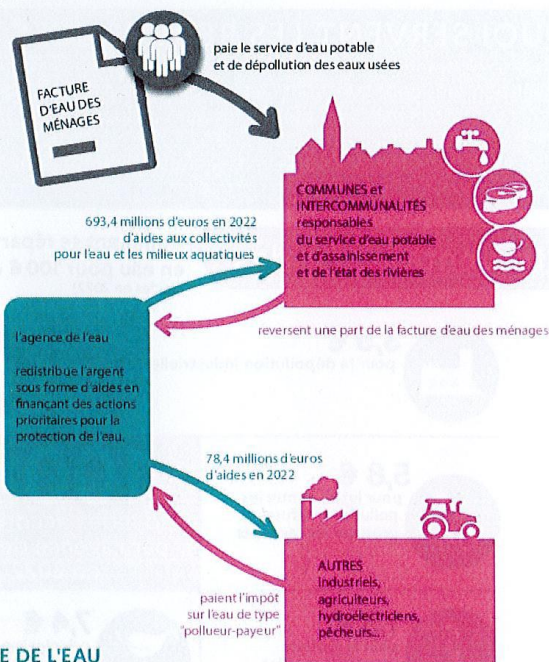 paie le service d'eau potable
et de dépollution des eaux usées
FACTURE
D'EAU DES
MÉNAGES
COMMUNES et
INTERCOMMUNALITÉS
responsables
du service d'eau potable
et d'assainissement
et de l'état des rivières
693,4 millions d'euros en 2022
d'aides aux collectivités
pour l'eau et les milieux aquatiques
reversent une part de la facture d'eau des ménages
l'agence de l'eau
redistribue l'argent
sous forme d'aides en
finançant des actions
prioritaires pour la
protection de l'eau.
78,4 millions d'euros
d'aides en 2022
AUTRES
industriels,
agriculteurs,
hydroélectriciens,
pêcheurs...
paient l'impôt
sur l'eau de type
"pollueur-payeur"
E DE L'EAU